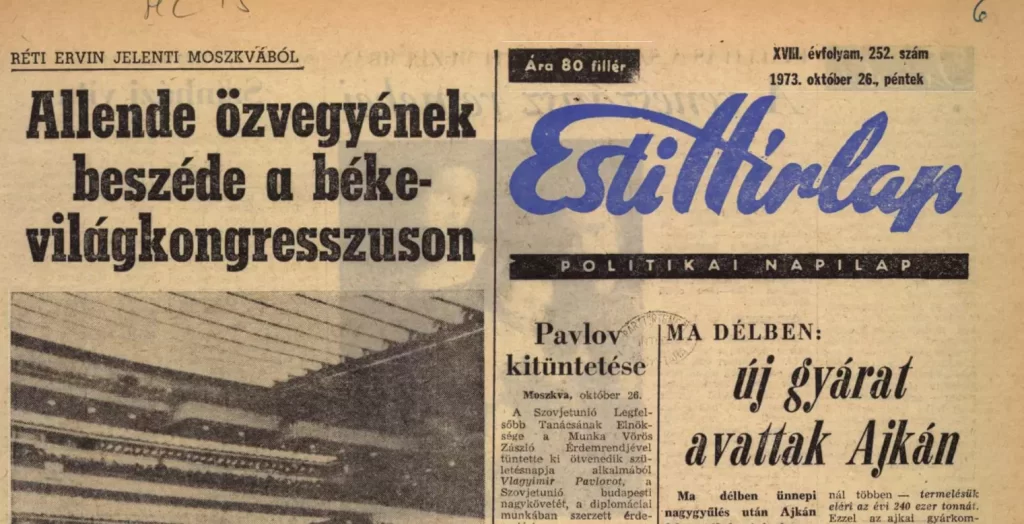 RÉTI ERVIN JELENTI MOSZKVÁBÓL
Allende özvegyének
beszéde a béke-
világkongresszuson
Ára 80 fillér
XVIII. évfolyam, 252. szám
1973. október 26., péntek
Esti Hírlap
POLITIKAI NAPILAP
Pavlov
kitüntetése
Moszkva, október 26.
A Szovjetunió Legfel-
sőbb Tanácsának Elnök-
sége a Munka Vörös
Zászló Érdemrendjével
tüntette ki ötvenedik szü-
letésnapja alkalmából
Vlagyimir Pavlovot, a
Szovjetunió budapesti
nagykövetét, a diplomáciai
munkában szerzett érde-
MA DÉLBEN:
új gyárat
avattak Ajkán
Ma délben ünnepi
nagygyűlés után Ajkán
nál többen — termelésük
eléri az évi 240 ezer tonnát.
Ezzel az ajkai gyárkom-
6